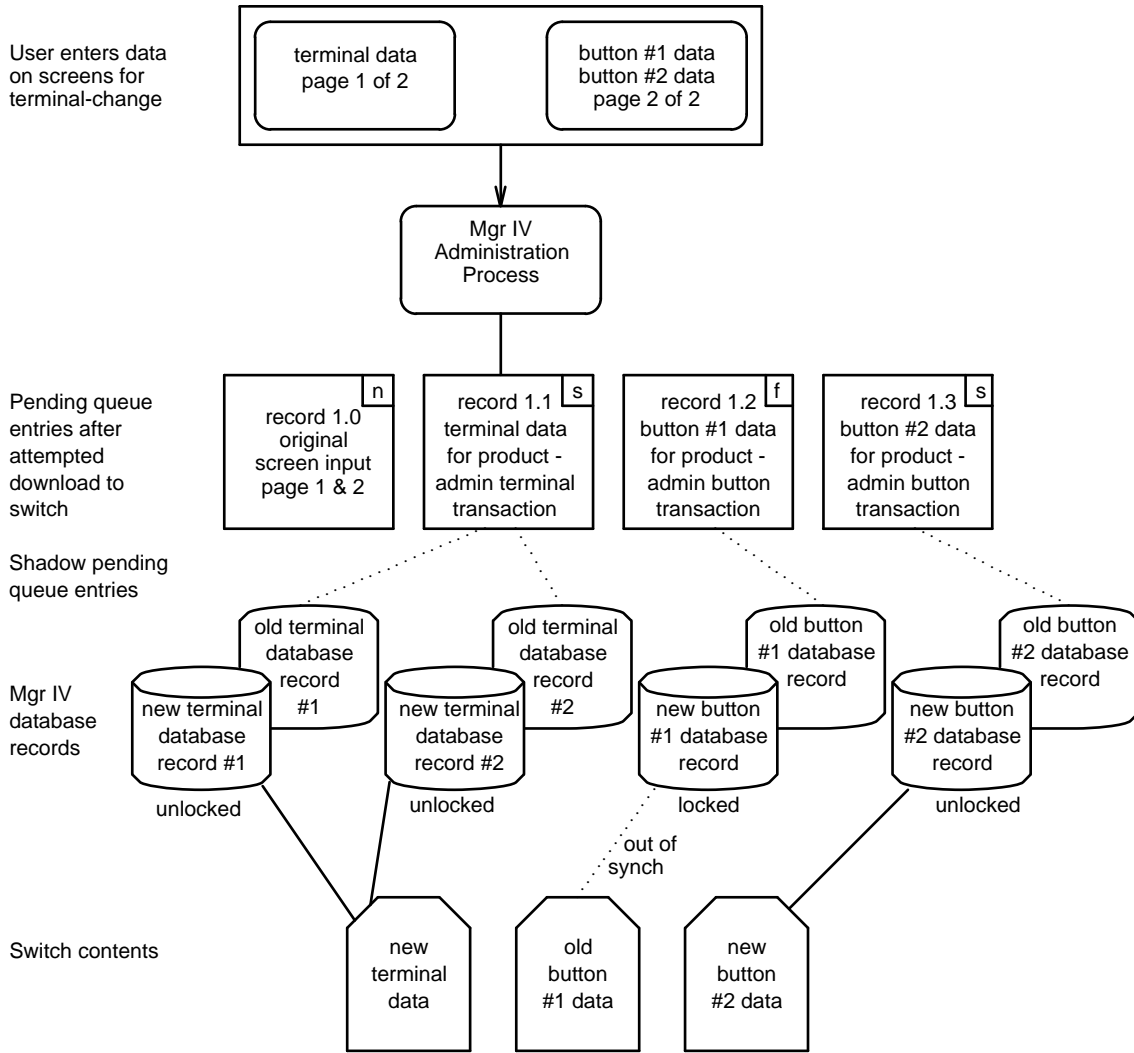 User enters data
on screens for
terminal-change
terminal data
page 1 of 2
button #1 data
button #2 data
page 2 of 2
Mgr IV
Administration
Process
Pending queue
entries after
attempted
download to
switch
n
record 1.0
original
screen input
page 1 & 2
s
record 1.1
terminal data
for product -
admin terminal
transaction
f
record 1.2
button #1 data
for product -
admin button
transaction
s
record 1.3
button #2 data
for product -
admin button
transaction
Shadow pending
queue entries
old terminal
database
record
#1
old terminal
database
record
#2
old button
#1 database
record
old button
#2 database
record
Mgr IV
database
records
new terminal
database
record #1
unlocked
new terminal
database
record #2
unlocked
new button
#1 database
record
locked
new button
#2 database
record
unlocked
out of
synch
Switch contents
new
terminal
data
old
button
#1 data
new
button
#2 data